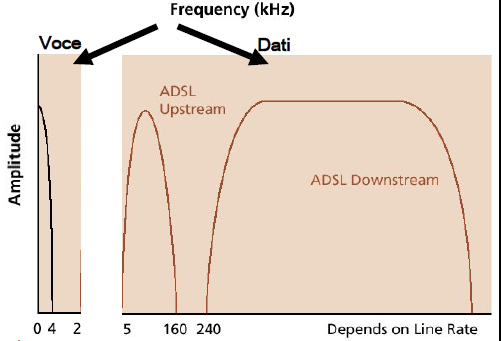 Frequency (kHz)
Voce
Dati
ADSL
Upstream
ADSL Downstream
Amplitude
0 4 2 5 160 240 Depends on Line Rate